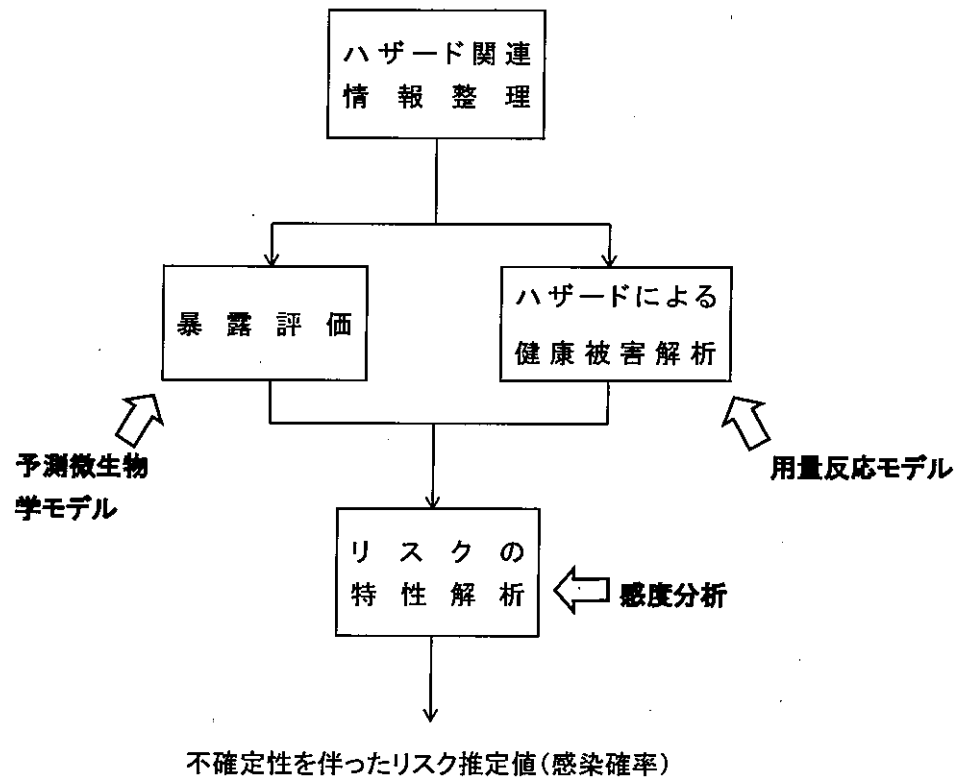 ハザード関連
情報整理
暴露評価
ハザードによる
健康被害解析
予測微生物
学モデル
用量反応モデル
リスクの
特性解析
感度分析
不確定性を伴ったリスク推定値(感染確率)